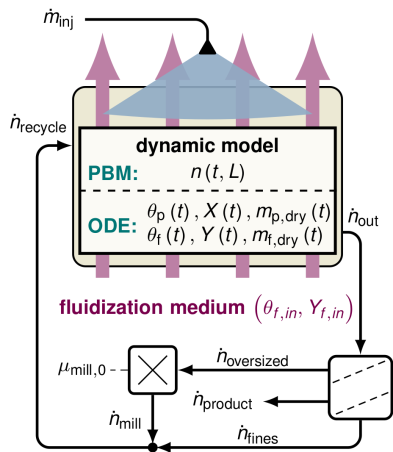 ṁinj
ṅrecycle
dynamic model
PBM: n(t, L)
ODE: θp(t), X(t), mp,dry(t)
θf(t), Y(t), mf,dry(t)
ṅout
fluidization medium (θf,in, Yf,in)
ṅoversized
μmill,0
ṅproduct
ṅmill
ṅfines